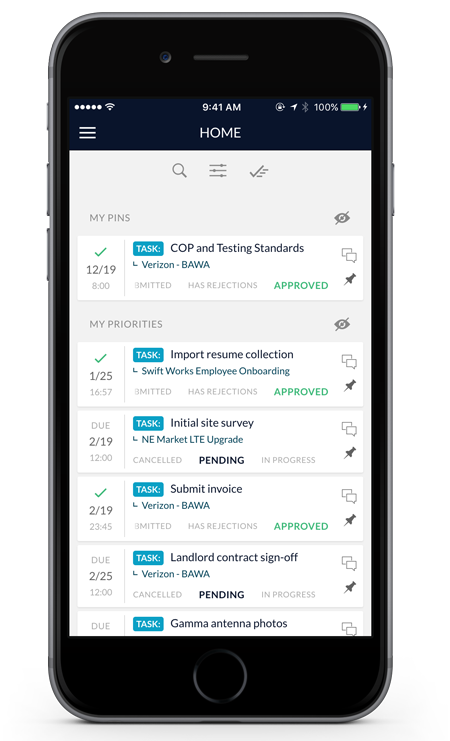 9:41 AM 100%
HOME
MY PINS
TASK: COP and Testing Standards
12/19 Verizon - BAWA
8:00 BMITTED HAS REJECTIONS APPROVED
MY PRIORITIES
TASK: Import resume collection
1/25 Swift Works Employee Onboarding
16:57 BMITTED HAS REJECTIONS APPROVED
DUE TASK: Initial site survey
2/19 NE Market LTE Upgrade
12:00 CANCELLED PENDING IN PROGRESS
TASK: Submit invoice
2/19 Verizon - BAWA
23:45 BMITTED HAS REJECTIONS APPROVED
DUE TASK: Landlord contract sign-off
2/25 Verizon - BAWA
12:00 CANCELLED PENDING IN PROGRESS
DUE TASK: Gamma antenna photos